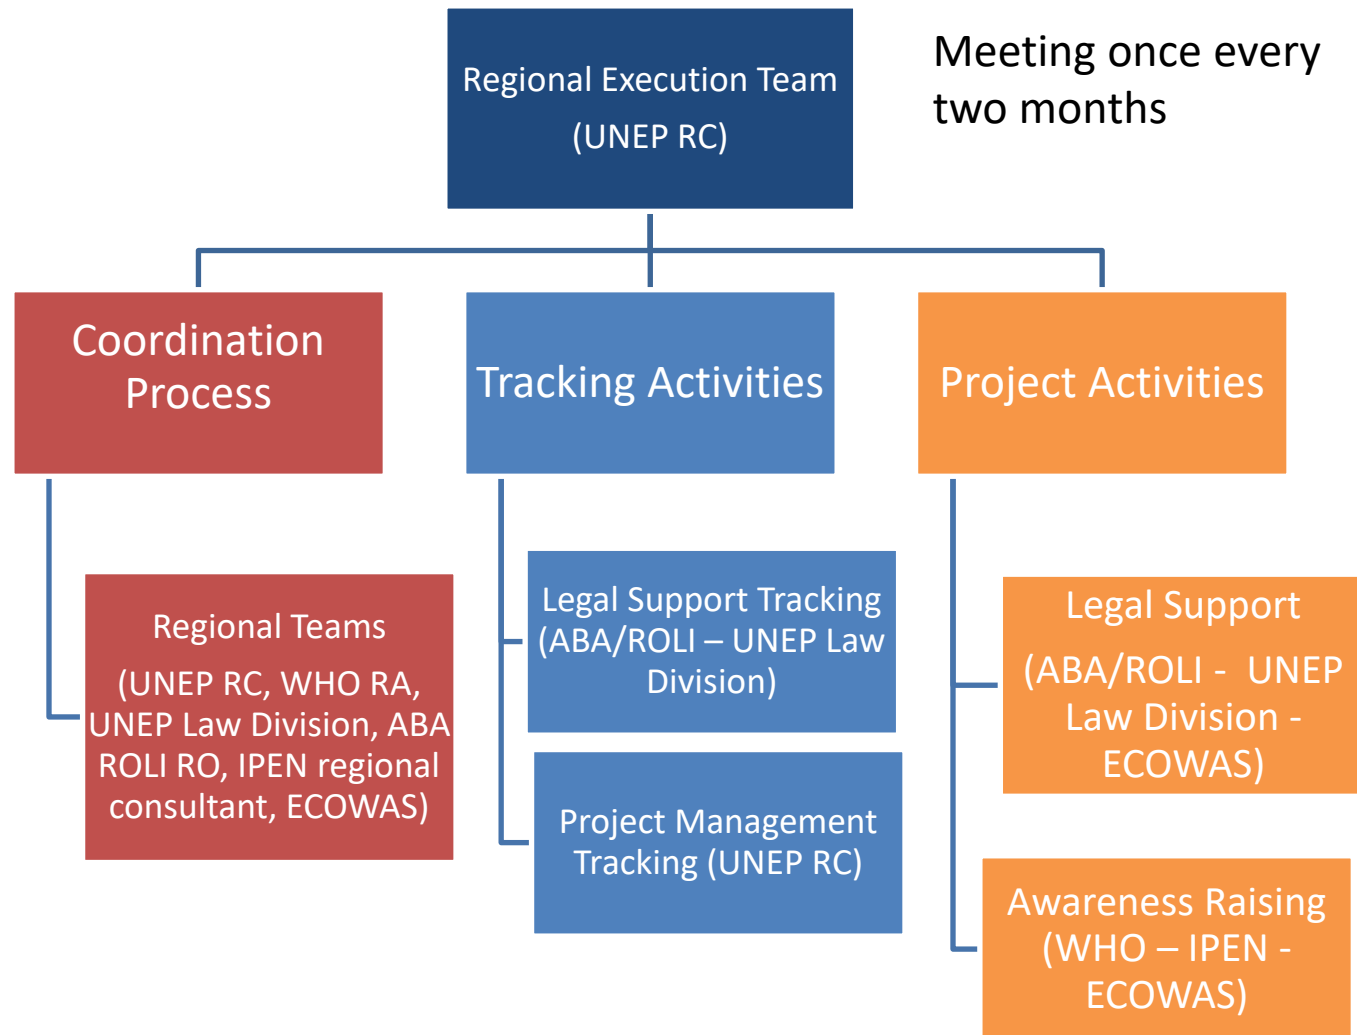 Regional Execution Team
(UNEP RC)
Meeting once every
two months
Coordination
Process
Tracking Activities
Project Activities
Regional Teams
(UNEP RC, WHO RA,
UNEP Law Division, ABA
ROLI RO, IPEN regional
consultant, ECOWAS)
Legal Support Tracking
(ABA/ROLI – UNEP Law
Division)
Project Management
Tracking (UNEP RC)
Legal Support
(ABA/ROLI - UNEP
Law Division -
ECOWAS)
Awareness Raising
(WHO – IPEN -
ECOWAS)